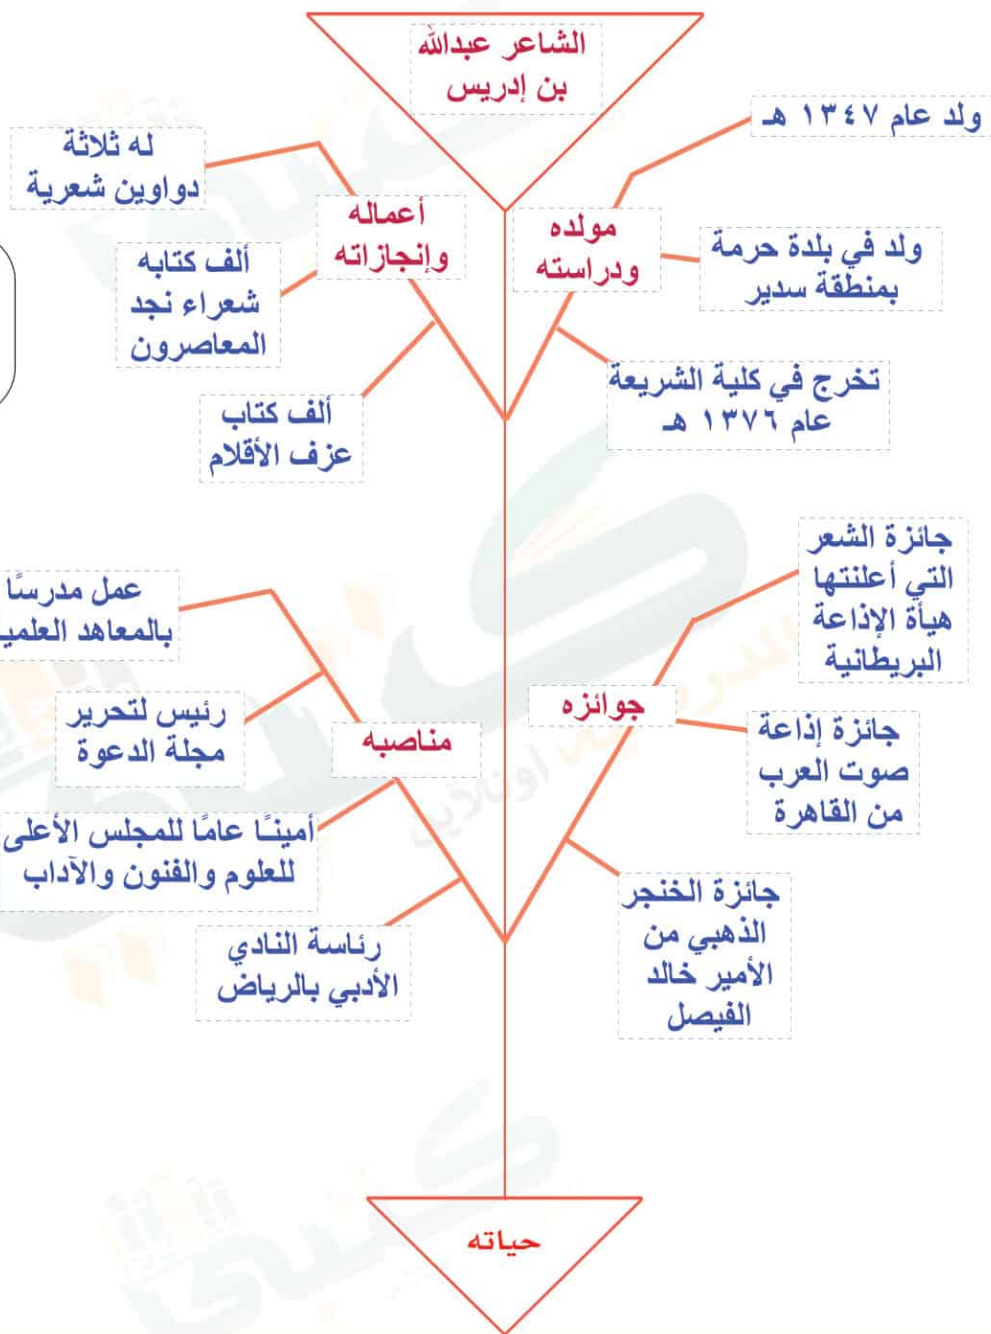 الشاعر عبدالله
بن إدريس
مولده
ودراسته
ولد عام ١٣٤٧ هـ
ولد في بلدة حرمة
بمنطقة سدير
تخرج في كلية الشريعة
عام ١٣٧٦ هـ
أعماله
وإنجازاته
له ثلاثة
دواوين شعرية
ألف كتابه
شعراء نجد
المعاصرون
ألف كتاب
عزف الأقلام
جوائزه
جائزة الشعر
التي أعلنتها
هيأة الإذاعة
البريطانية
جائزة إذاعة
صوت العرب
من القاهرة
جائزة الخنجر
الذهبي من
الأمير خالد
الفيصل
مناصبه
عمل مدرسًا
بالمعاهد العلمي
رئيس لتحرير
مجلة الدعوة
أمينًا عامًا للمجلس الأعلى
للعلوم والفنون والآداب
رئاسة النادي
الأدبي بالرياض
حياته
كتبي
اونلاين